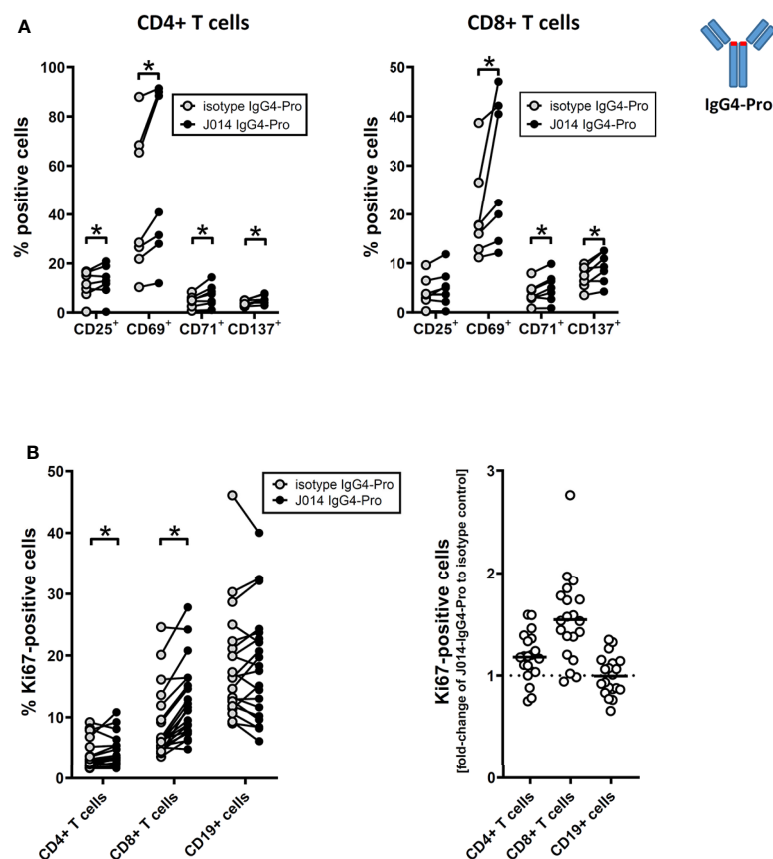 A
CD4+ T cells
CD8+ T cells
IgG4-Pro
% positive cells
100
80
60
40
20
0
*
*
*
*
isotype IgG4-Pro
J014 IgG4-Pro
CD25+
CD69+
CD71+
CD137+
% positive cells
50
40
30
20
10
0
*
*
*
isotype IgG4-Pro
J014 IgG4-Pro
CD25+
CD69+
CD71+
CD137+
B
% Ki67-positive cells
50
40
30
20
10
0
*
*
isotype IgG4-Pro
J014 IgG4-Pro
CD4+ T cells
CD8+ T cells
CD19+ cells
Ki67-positive cells
[fold-change of J014-IgG4-Pro to isotype control]
3
2
1
0
CD4+ T cells
CD8+ T cells
CD19+ cells